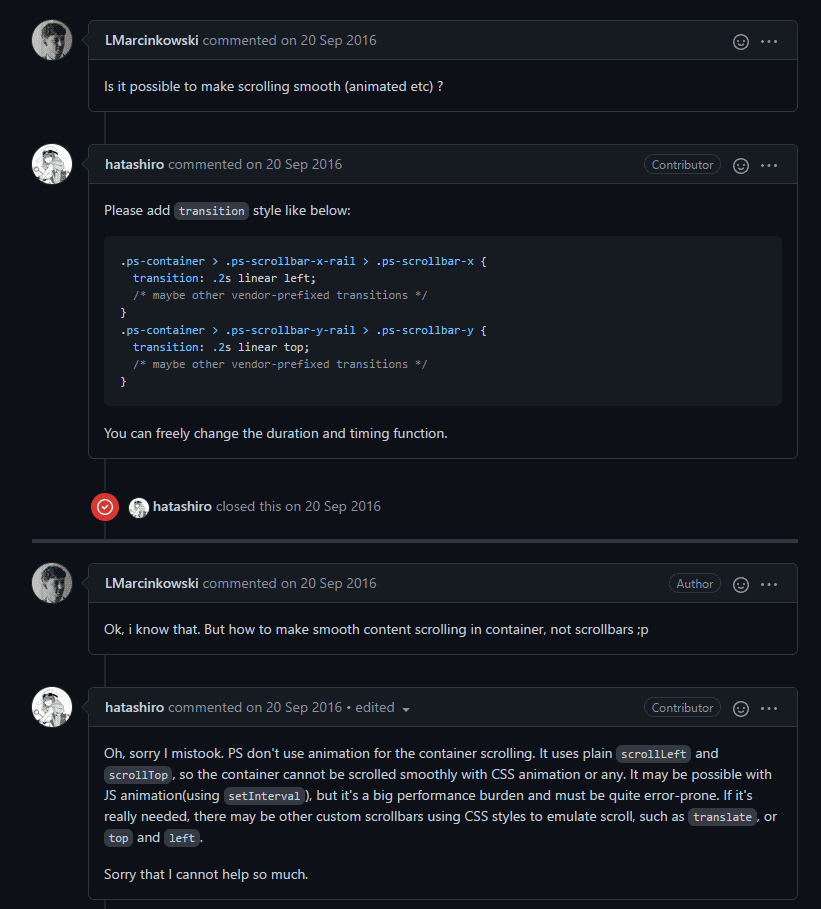 LMarcinkowski commented on 20 Sep 2016
Is it possible to make scrolling smooth (animated etc) ?
hatashiro commented on 20 Sep 2016 Contributor
Please add transition style like below:
.ps-container > .ps-scrollbar-x-rail > .ps-scrollbar-x {
transition: .2s linear left;
/* maybe other vendor-prefixed transitions */
}
.ps-container > .ps-scrollbar-y-rail > .ps-scrollbar-y {
transition: .2s linear top;
/* maybe other vendor-prefixed transitions */
}
You can freely change the duration and timing function.
hatashiro closed this on 20 Sep 2016
LMarcinkowski commented on 20 Sep 2016 Author
Ok, i know that. But how to make smooth content scrolling in container, not scrollbars ;p
hatashiro commented on 20 Sep 2016 • edited Contributor
Oh, sorry I mistook. PS don't use animation for the container scrolling. It uses plain scrollLeft and
scrollTop, so the container cannot be scrolled smoothly with CSS animation or any. It may be possible with
JS animation(using setInterval), but it's a big performance burden and must be quite error-prone. If it's
really needed, there may be other custom scrollbars using CSS styles to emulate scroll, such as translate, or
top and left.
Sorry that I cannot help so much.